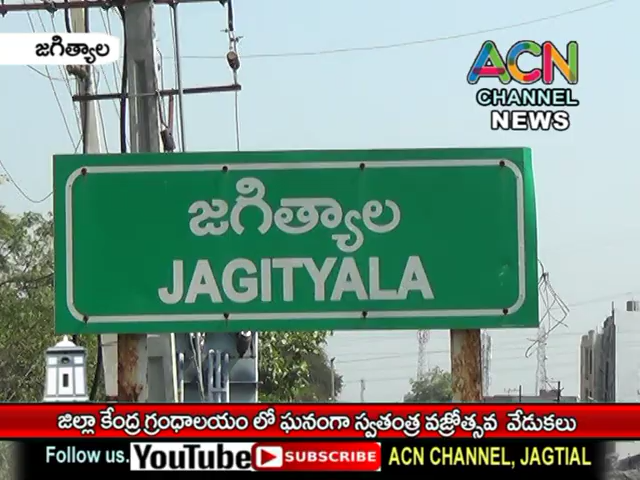 జగిత్యాల
ACN
CHANNEL
NEWS
జగిత్యాల
JAGITYALA
జిల్లా కేంద్ర గ్రంథాలయం లో ఘనంగా స్వతంత్ర వజ్రోత్సవ వేడుకలు
Follow us. YouTube SUBSCRIBE ACN CHANNEL, JAGTIAL